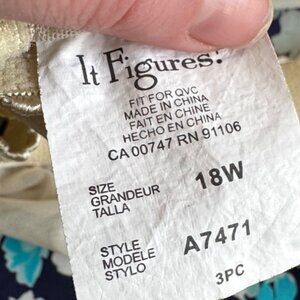 It Figures!
FIT FOR QVC
MADE IN CHINA
FAIT EN CHINE
HECHO EN CHINA
CA 00747 RN 91106
SIZE
GRANDEUR 18W
TALLA
STYLE
MODELE A7471
STYLO
3PC